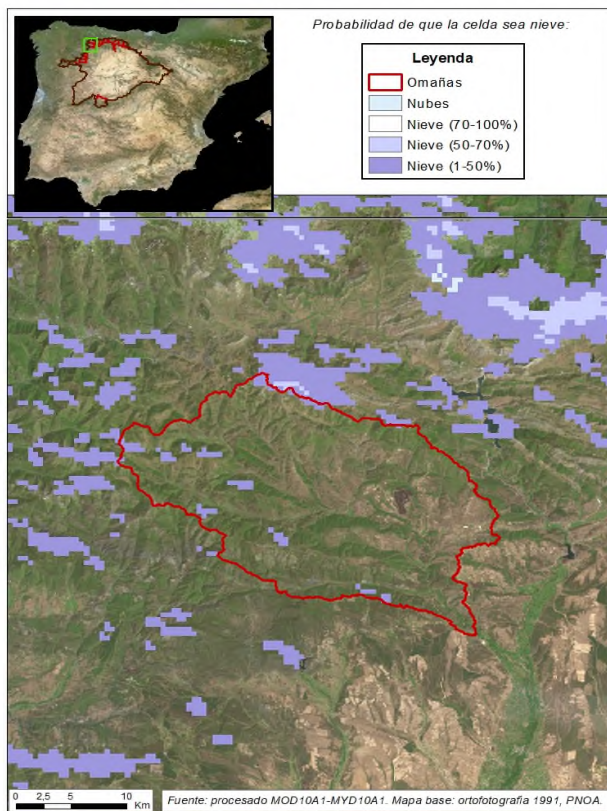 Probabilidad de que la celda sea nieve:
Leyenda
Omañas
Nubes
Nieve (70-100%)
Nieve (50-70%)
Nieve (1-50%)
0 2,5 5 10
Km
Fuente: procesado MOD10A1-MYD10A1. Mapa base: ortofotografia 1991, PNOA.